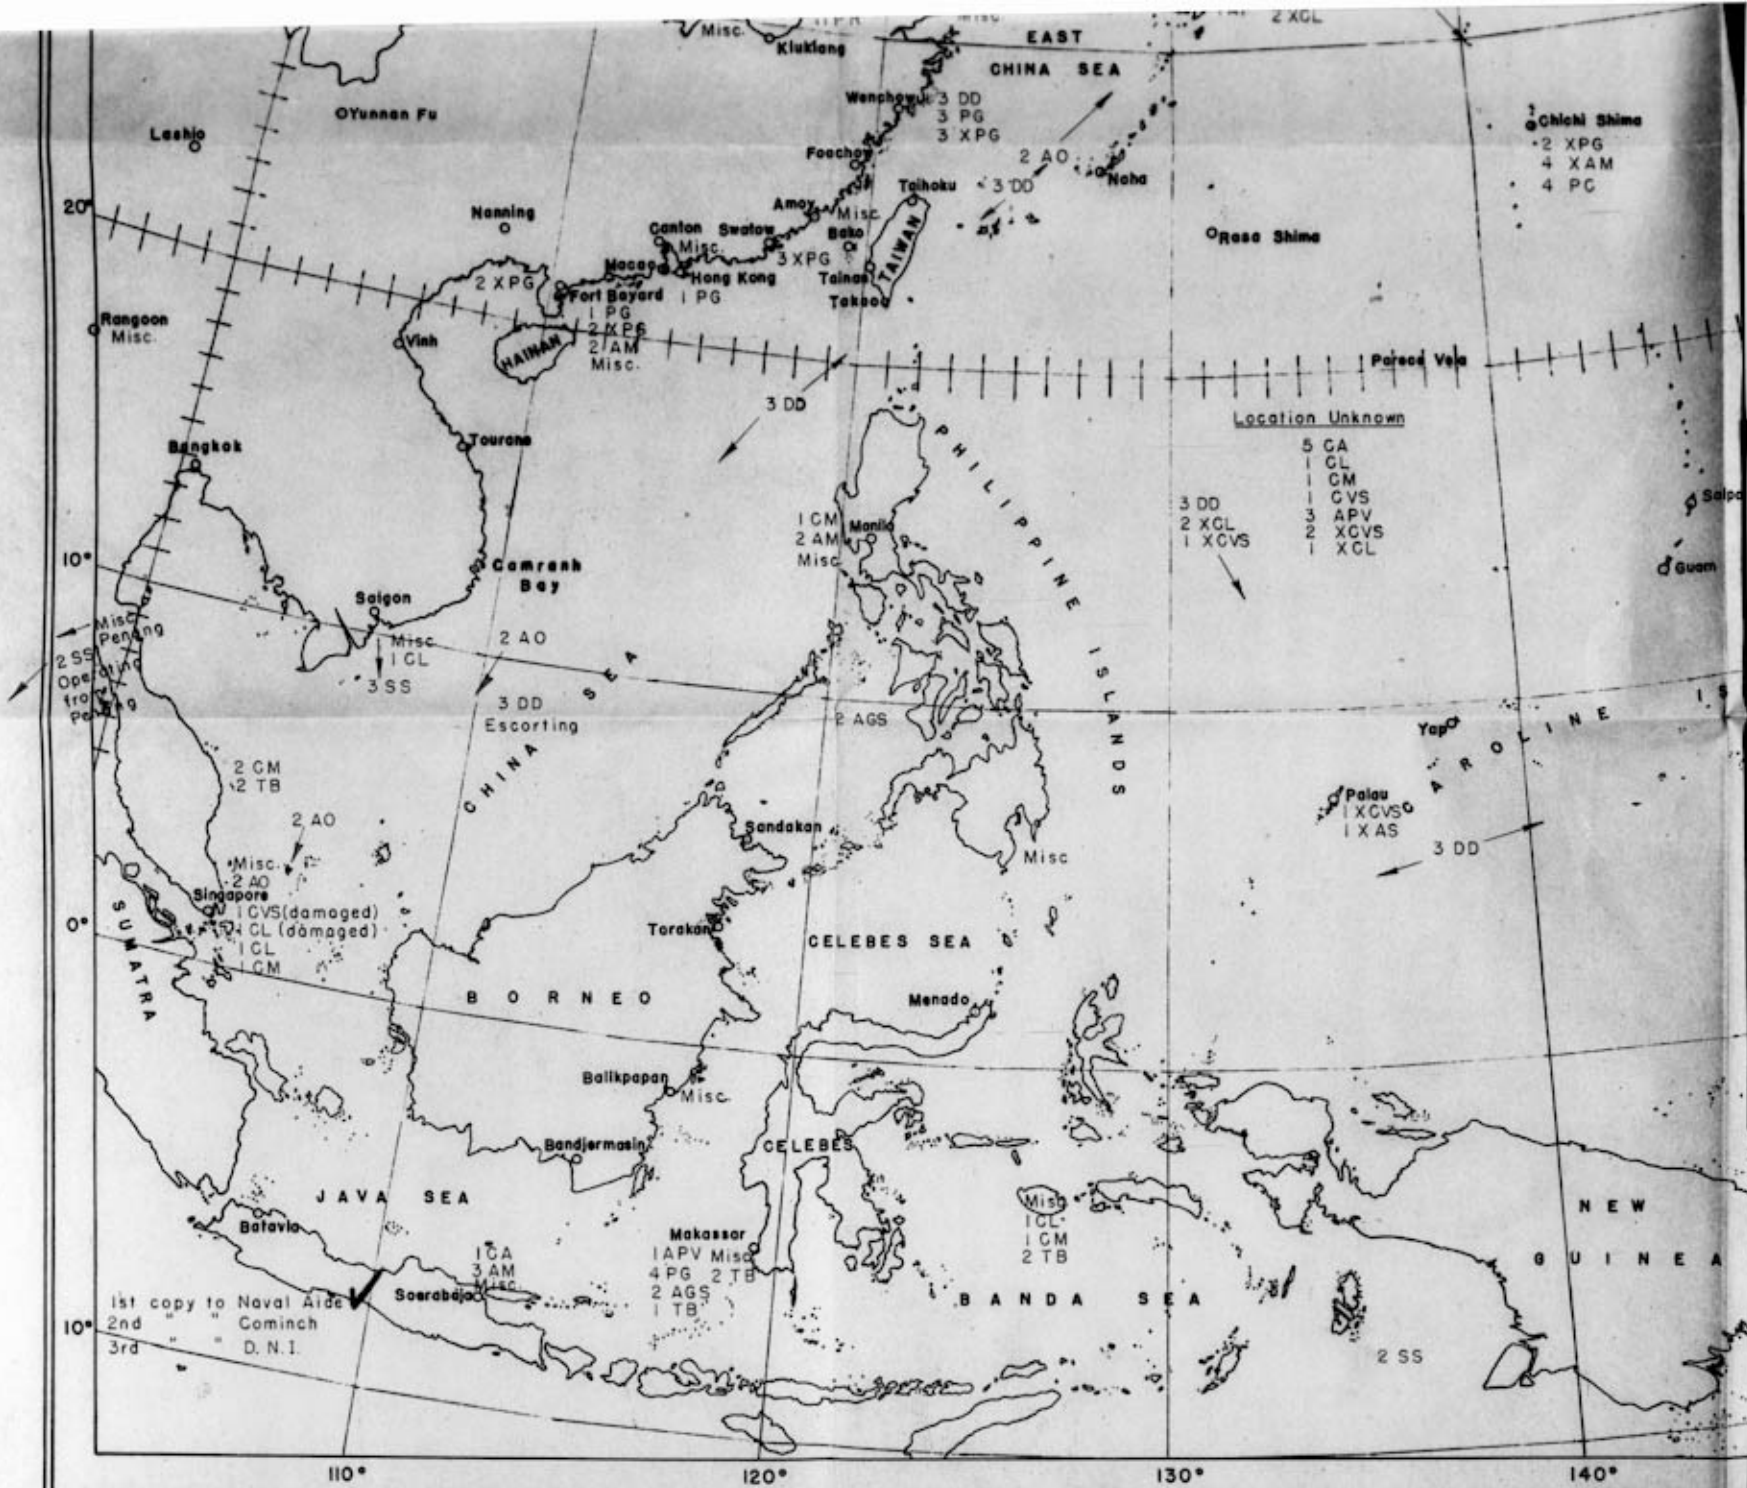 Misc.
Kiukiang
EAST
CHINA SEA
2 XCL
Yunnan Fu
Lashio
Wenchow
3 DD
3 PG
3 XPG
Chichi Shima
2 XPG
4 XAM
4 PG
Foochow
2 AO
Naha
3 DD
Taihoku
TAIWAN
20°
Nanning
Amoy
Misc.
Canton
Misc.
Swatow
3 XPG
Bako
Rasa Shima
Macao
Hong Kong
1 PG
Tainan
Takao
2 XPG
Fort Bayard
1 PG
2 XPG
2 AM
Misc.
HAINAN
Rangoon
Misc.
Vinh
Parece Vela
3 DD
Location Unknown
5 CA
1 CL
1 CM
1 CVS
3 APV
2 XCVS
1 XCL
3 DD
2 XCL
1 XCVS
Bangkok
Tourane
PHILIPPINE ISLANDS
1 CM
2 AM
Misc.
Manila
Guam
10°
Camranh
Bay
Saigon
Misc.
1 CL
3 SS
2 AO
3 DD
Escorting
Misc.
Penang
2 SS
Operating
from
Penang
CHINA SEA
2 AGS
Yap
CAROLINE IS
Palau
1 XCVS
1 XAS
3 DD
2 CM
2 TB
2 AO
Misc.
2 AO
Singapore
1 CVS (damaged)
1 CL (damaged)
1 CL
1 CM
Sandakan
Misc
0°
SUMATRA
Tarakan
CELEBES SEA
BORNEO
Menado
Balikpapan
Misc.
Bandjermasin
CELEBES
JAVA SEA
Batavia
Misc
1 CL
1 CM
2 TB
NEW
GUINEA
Makassar
1 APV Misc
4 PG 2 TB
2 AGS
1 TB
1 CA
3 AM
Misc.
Soerabaja
BANDA SEA
2 SS
1st copy to Naval Aide
2nd " " Cominch
3rd " " D.N.I.
10°
110°
120°
130°
140°